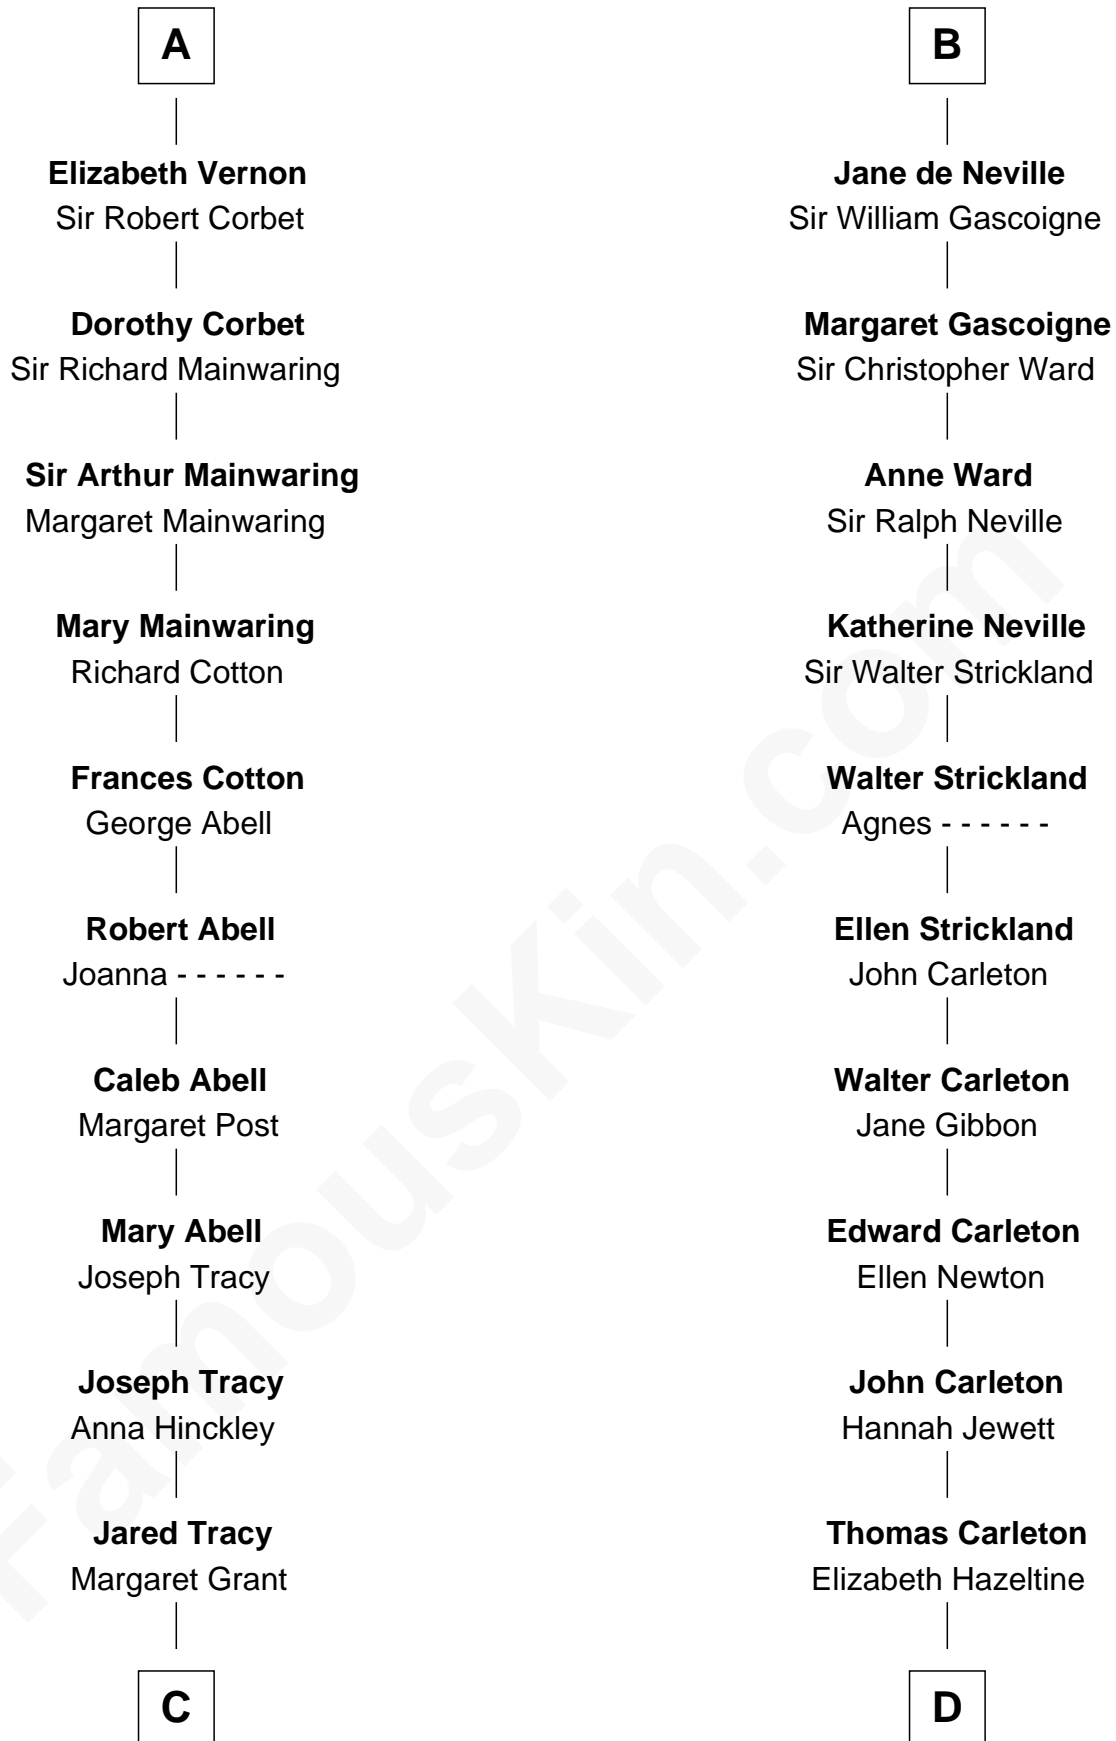 A
Elizabeth Vernon
Sir Robert Corbet
Dorothy Corbet
Sir Richard Mainwaring
Sir Arthur Mainwaring
Margaret Mainwaring
Mary Mainwaring
Richard Cotton
Frances Cotton
George Abell
Robert Abell
Joanna - - - - - -
Caleb Abell
Margaret Post
Mary Abell
Joseph Tracy
Joseph Tracy
Anna Hinckley
Jared Tracy
Margaret Grant
C
B
Jane de Neville
Sir William Gascoigne
Margaret Gascoigne
Sir Christopher Ward
Anne Ward
Sir Ralph Neville
Katherine Neville
Sir Walter Strickland
Walter Strickland
Agnes - - - - - -
Ellen Strickland
John Carleton
Walter Carleton
Jane Gibbon
Edward Carleton
Ellen Newton
John Carleton
Hannah Jewett
Thomas Carleton
Elizabeth Hazeltine
D
FamousKin.com